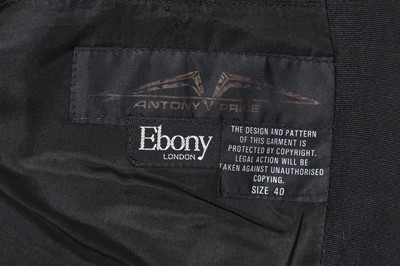 ANTONY PRICE
Ebony
LONDON
THE DESIGN AND PATTERN
OF THIS GARMENT IS
PROTECTED BY COPYRIGHT.
LEGAL ACTION WILL BE
TAKEN AGAINST UNAUTHORISED
COPYING.
SIZE 40